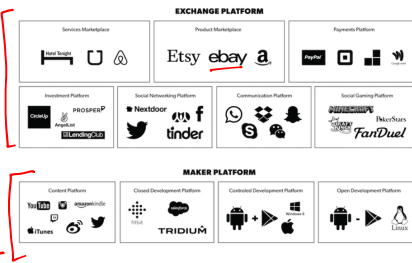 EXCHANGE PLATFORM
Services Marketplace
Product Marketplace
Payments Platform
Hotel Tonight
Etsy ebay a
PayPal
Investment Platform
Social Networking Platform
Communication Platform
Social Gaming Platform
CircleUp
PROSPER
AngelList
LendingClub
Nextdoor
f
tinder
S
MINECRAFT
PokerStars
DRAFT
FanDuel
MAKER PLATFORM
Content Platform
Closed Development Platform
Controled Development Platform
Open Development Platform
YouTube
amazonkindle
iTunes
fitbit
salesforce
TRIDIUM
+
Windows 8
-
Linux